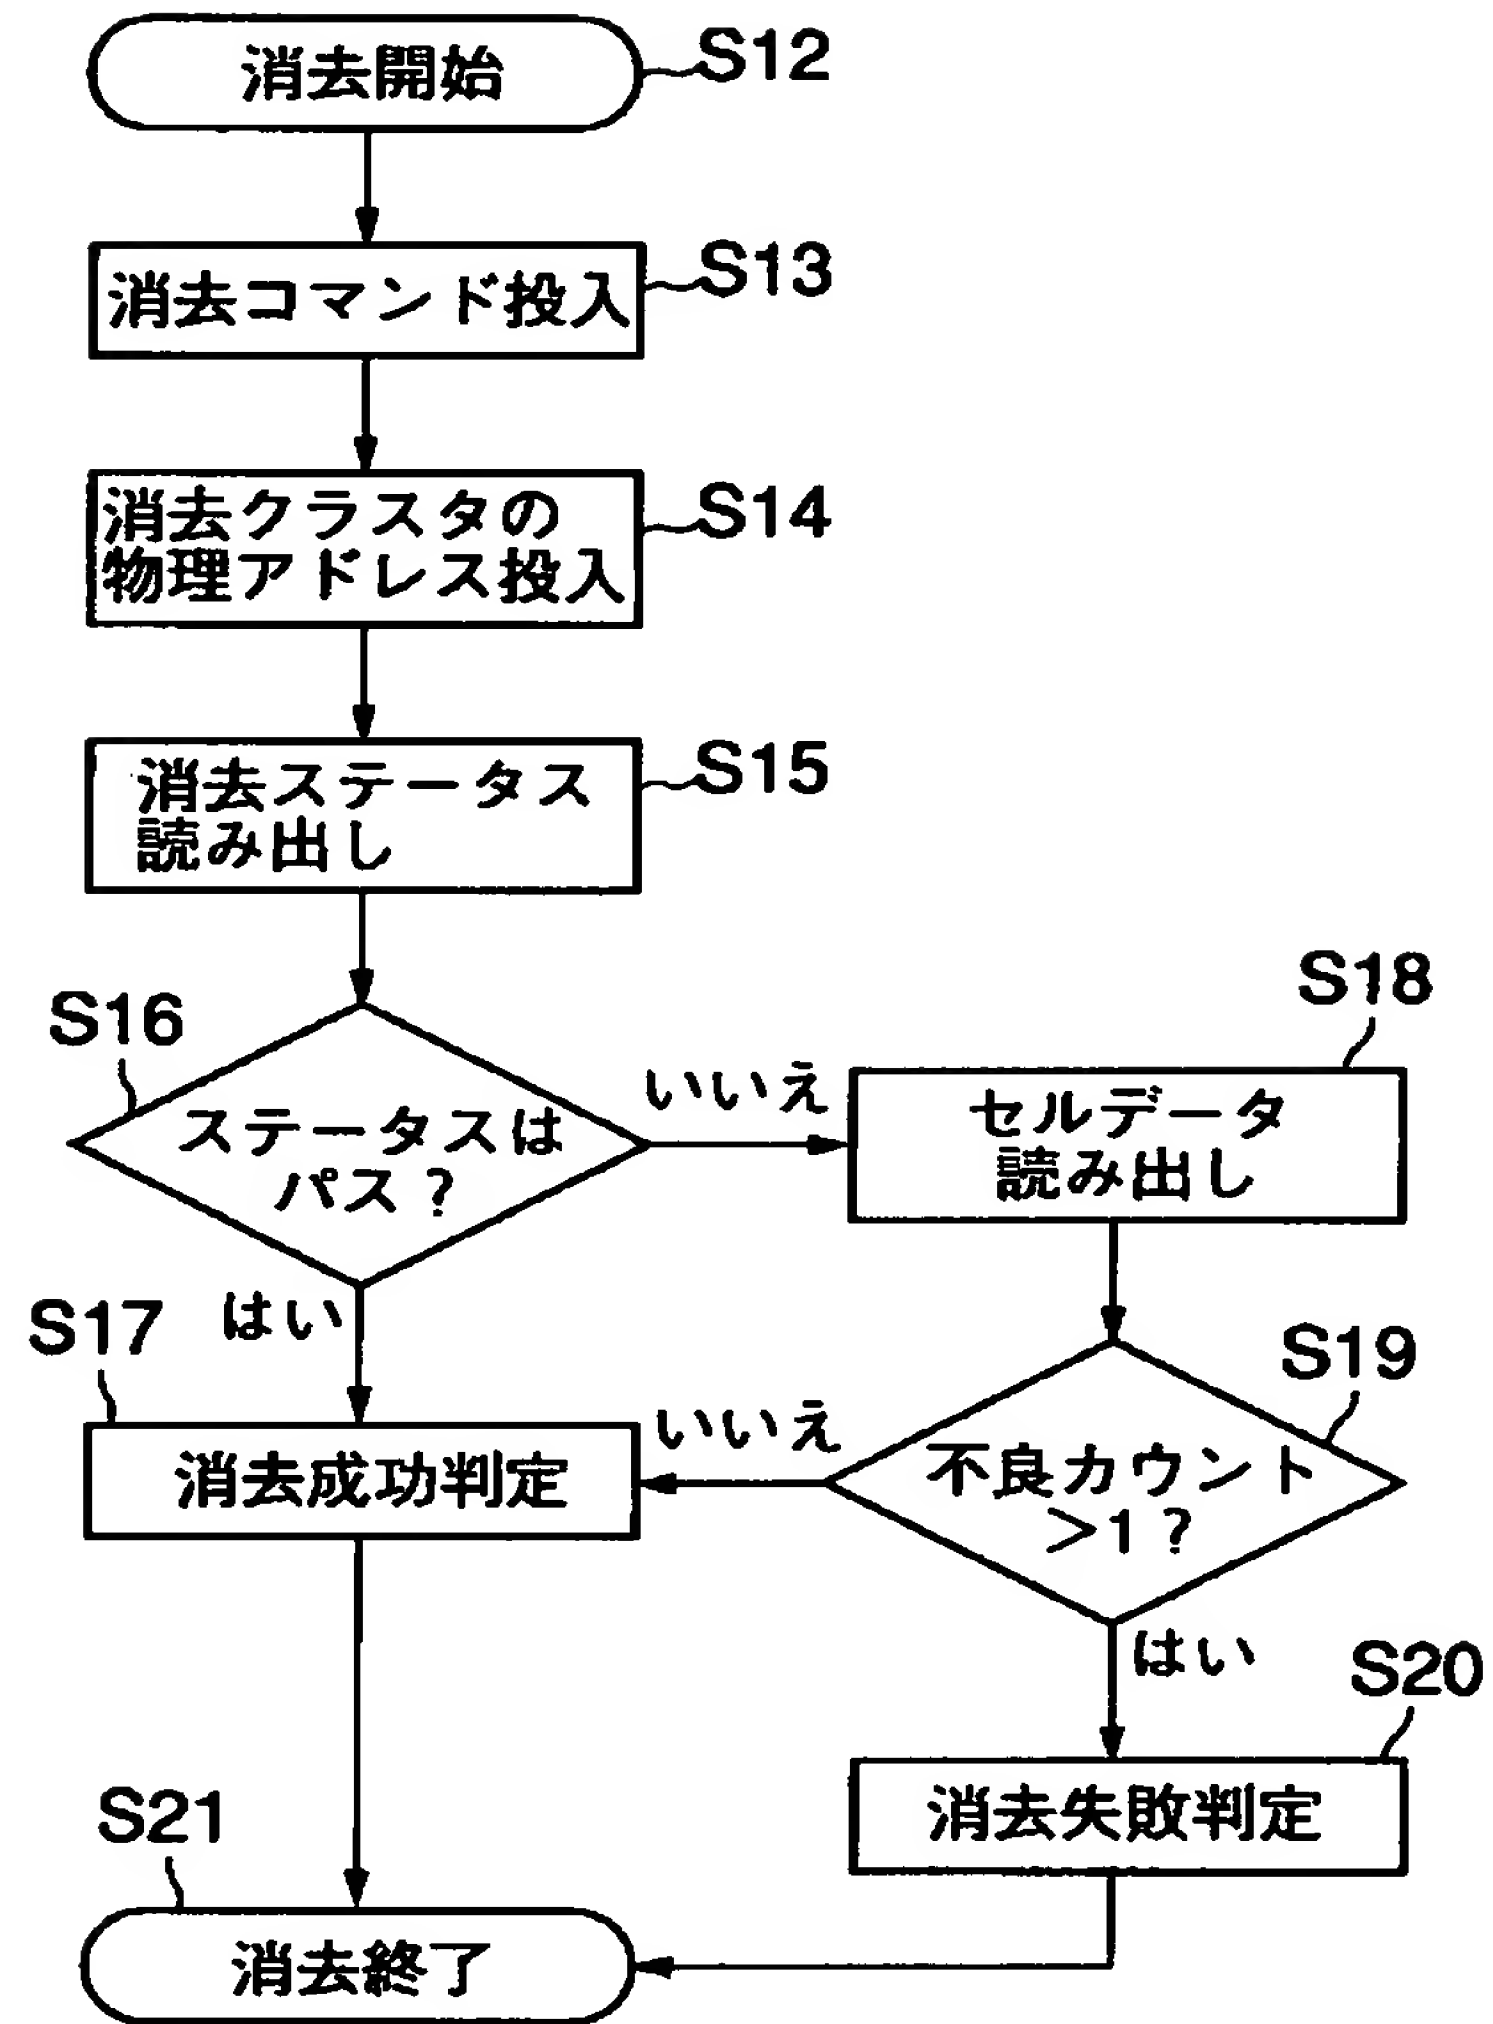 消去開始
S12
消去コマンド投入
S13
消去クラスタの
物理アドレス投入
S14
消去ステータス
読み出し
S15
S16
ステータスは
パス?
いいえ
はい
S18
セルデータ
読み出し
S17
消去成功判定
いいえ
S19
不良カウント
>1?
はい
S20
消去失敗判定
S21
消去終了